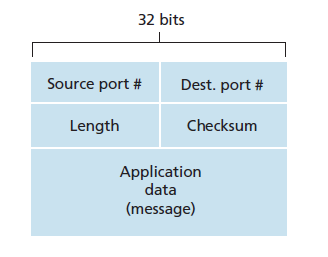 32 bits
Source port #
Dest. port #
Length
Checksum
Application
data
(message)